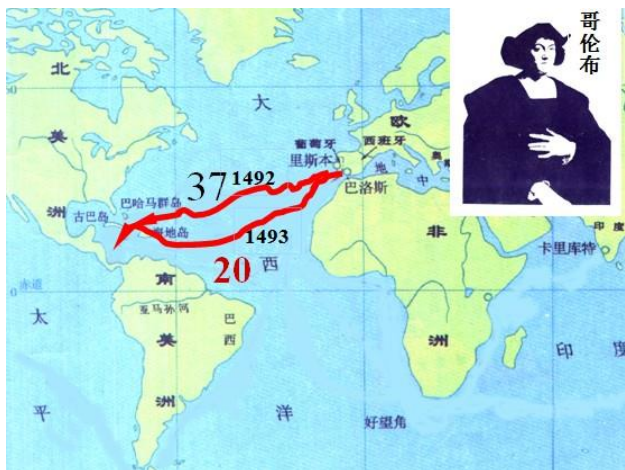 哥伦布
北
美
洲
大
西
洋
欧
葡萄牙
里斯本
西班牙
地
中
巴洛斯
37
1492
巴哈马群岛
古巴岛
海地岛
1493
20
非
洲
印度
卡里库特
赤道
南
美
洲
亚马孙河
巴西
太
平
印
度
好望角